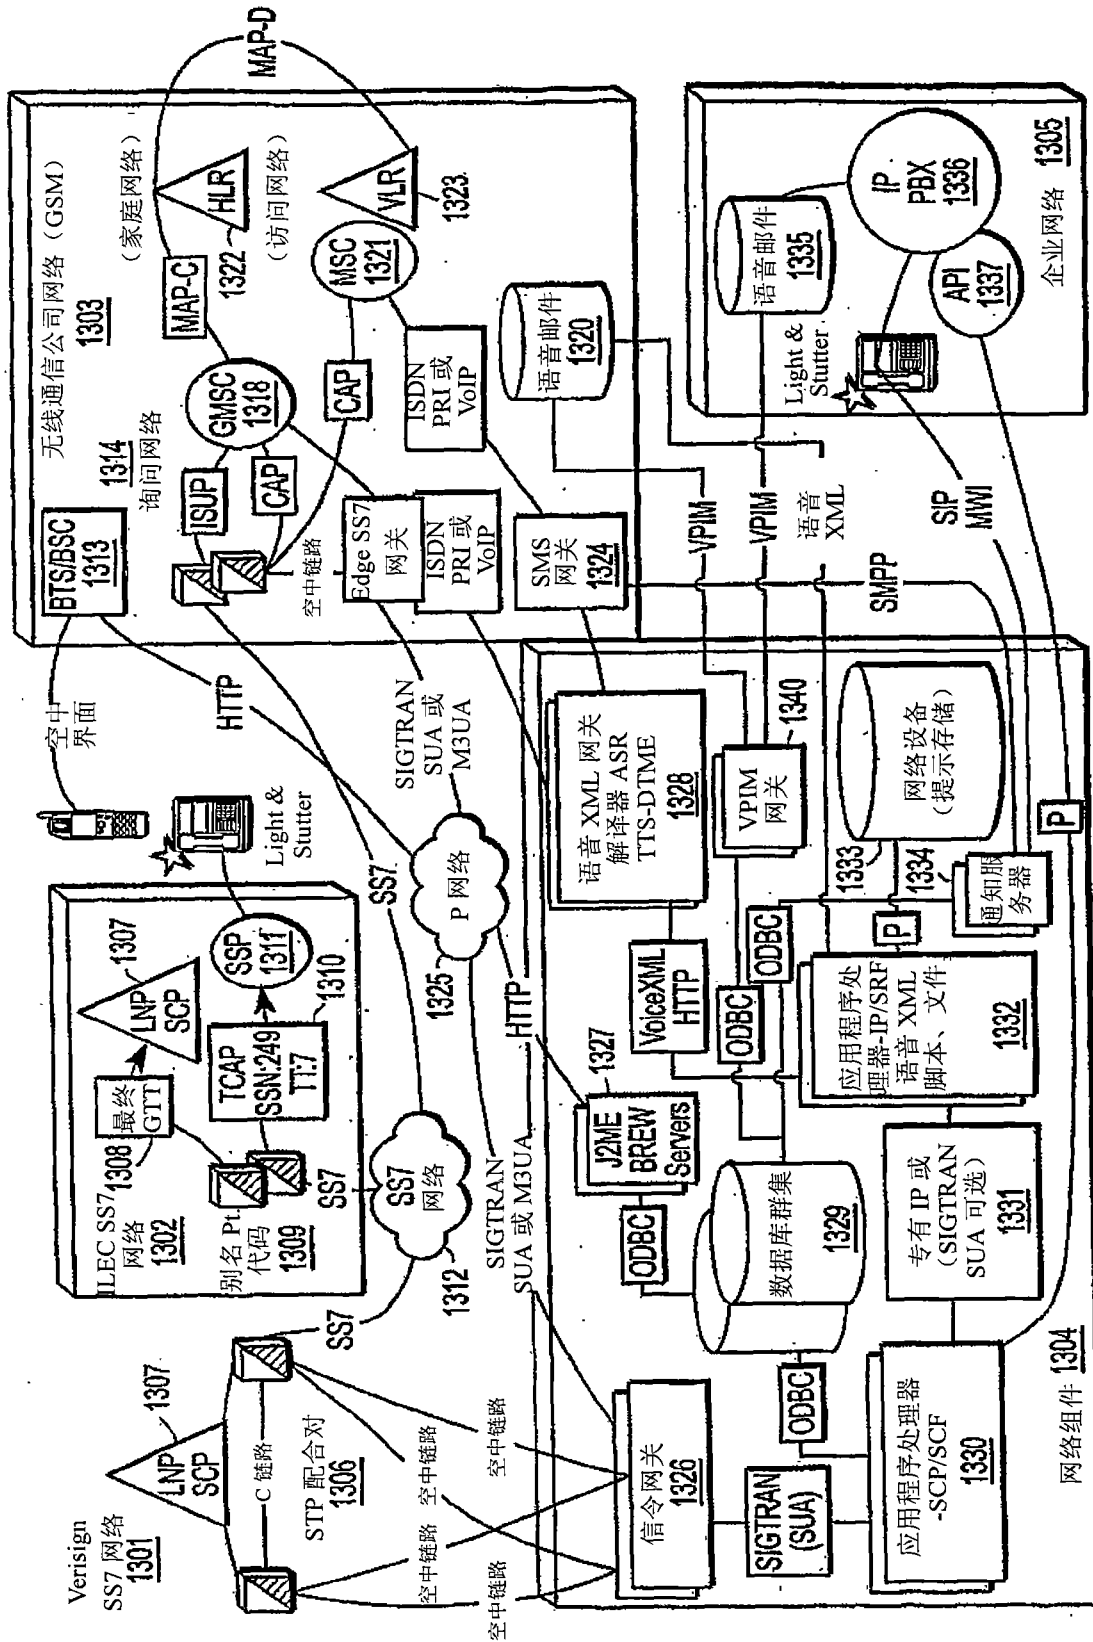 Verisign
SS7 网络
1301
LNP
SCP
1307
C 链路
STP 配合对
1306
空中链路
空中链路
空中链路
空中链路
SS7
ILEC SS7
网络
1302
最终
GTT
1308
LNP
SCP
1307
别名 Pt.
代码
1309
TCAP
SSN:249
TT:7
1310
SSP
1311
SS7
SS7
网络
1312
Light &
Stutter
空中
界面
HTTP
SS7
SIGTRAN
SUA 或
M3UA
P 网络
1325
SIGTRAN
SUA 或 M3UA
HTTP
无线通信公司网络（GSM）
1303
BTS/BSC
1313
1314
询问网络
ISUP
CAP
GMSC
1318
MAP-C
（家庭网络）
HLR
1322
MAP-D
（访问网络）
VLR
1323
MSC
1321
CAP
空中链路
Edge SS7
网关
ISDN
PRI 或
VoIP
ISDN
PRI 或
VoIP
SMS
网关
1324
语音邮件
1320
VPIM
VPIM
语音
XML
SMPP
SIP
MWI
语音邮件
1335
Light &
Stutter
IP
PBX
1336
API
1337
企业网络
1305
信令网关
1326
SIGTRAN
(SUA)
应用程序处理器
-SCP/SCF
1330
ODBC
ODBC
数据库群集
1329
J2ME
BREW
Servers
1327
VoiceXML
HTTP
ODBC
ODBC
语音 XML 网关
解译器 ASR
TTS-DTME
1328
VPIM
网关
1340
网络设备
（提示存储）
1333
1334
通知服
务器
P
P
应用程序处
理器-IP/SRF
语音 XML
脚本、文件
1332
专有 IP 或
(SIGTRAN
SUA 可选）
1331
网络组件
1304